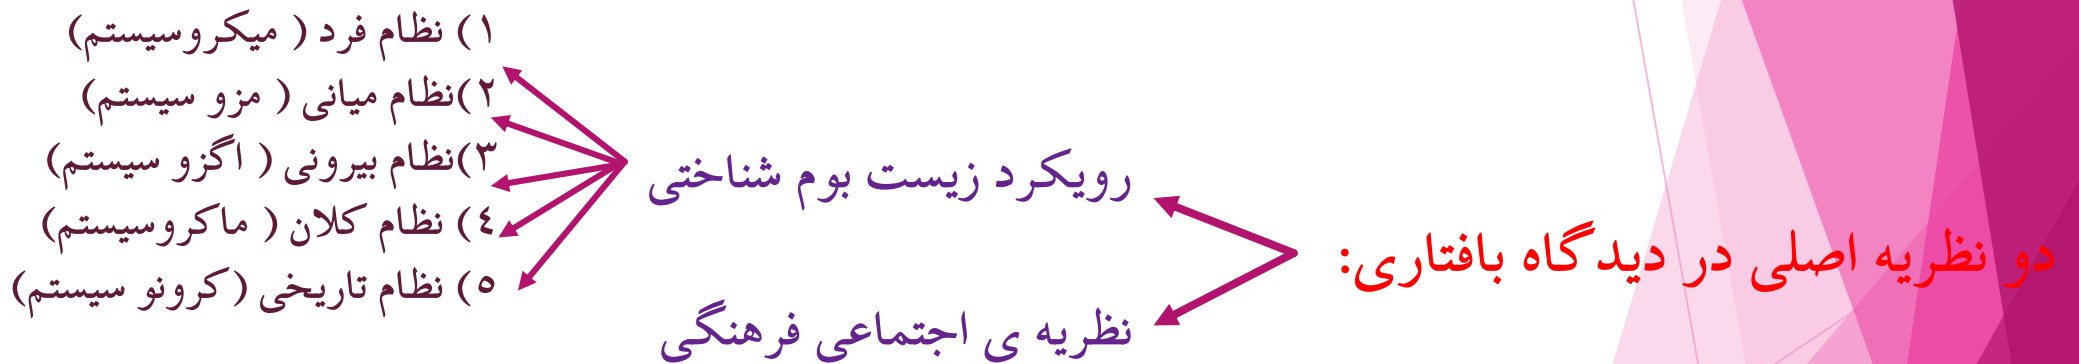 دو نظریه اصلی در دیدگاه بافتاری:
رویکرد زیست بوم شناختی
نظریه ی اجتماعی فرهنگی
۱) نظام فرد ( میکروسیستم)
۲)نظام میانی ( مزو سیستم)
۳)نظام بیرونی ( اگزو سیستم)
٤) نظام کلان ( ماکروسیستم)
۵) نظام تاریخی (کرونو سیستم)